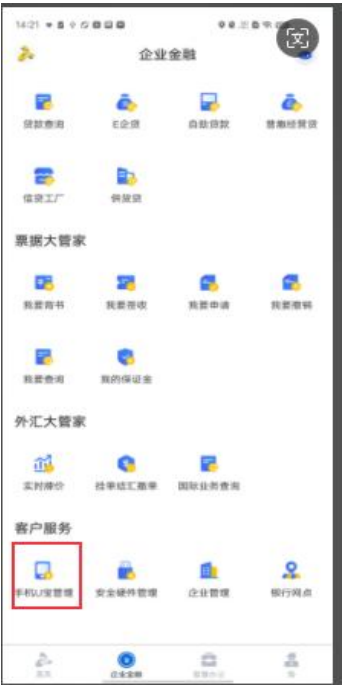 14:21
企业金融
贷款查询 E企贷 自助贷款 普惠经营贷
信贷工厂 供货贷
票据大管家
我要背书 我要签收 我要申请 我要撤销
我要查询 我的保证金
外汇大管家
实时牌价 挂单结汇撤单 国际业务查询
客户服务
手机U宝管理 安全硬件管理 企业管理 银行网点
首页 企业金融